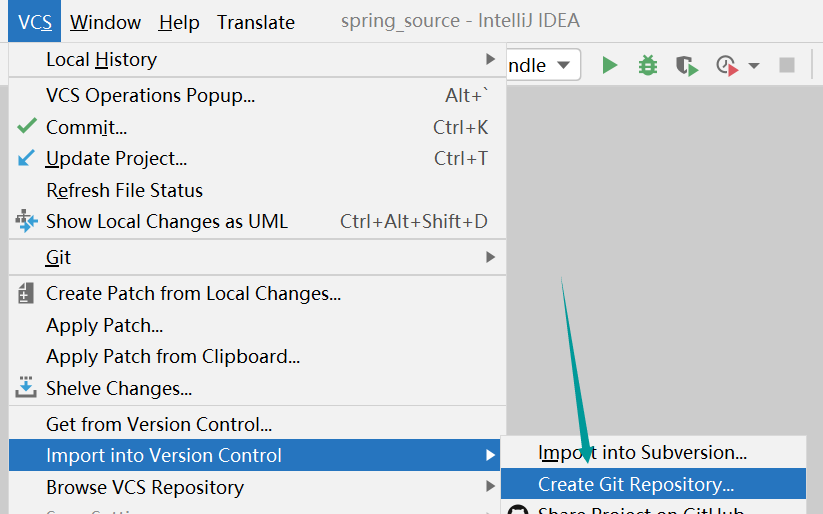 VCS Window Help Translate spring_source - IntelliJ IDEA
Local History
ndle
VCS Operations Popup... Alt+`
Commit... Ctrl+K
Update Project... Ctrl+T
Refresh File Status
Show Local Changes as UML Ctrl+Alt+Shift+D
Git
Create Patch from Local Changes...
Apply Patch...
Apply Patch from Clipboard...
Shelve Changes...
Get from Version Control...
Import into Version Control
Import into Subversion...
Create Git Repository...
Browse VCS Repository
Share Project on GitHub